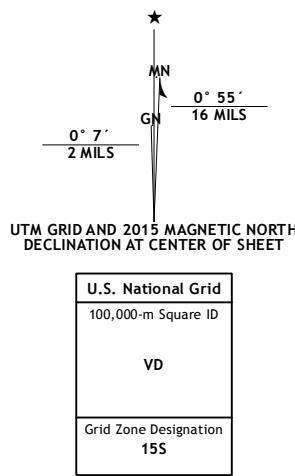 ★
MN
0° 55´
16 MILS
GN
0° 7´
2 MILS
UTM GRID AND 2015 MAGNETIC NORTH
DECLINATION AT CENTER OF SHEET
U.S. National Grid
100,000-m Square ID
VD
Grid Zone Designation
15S